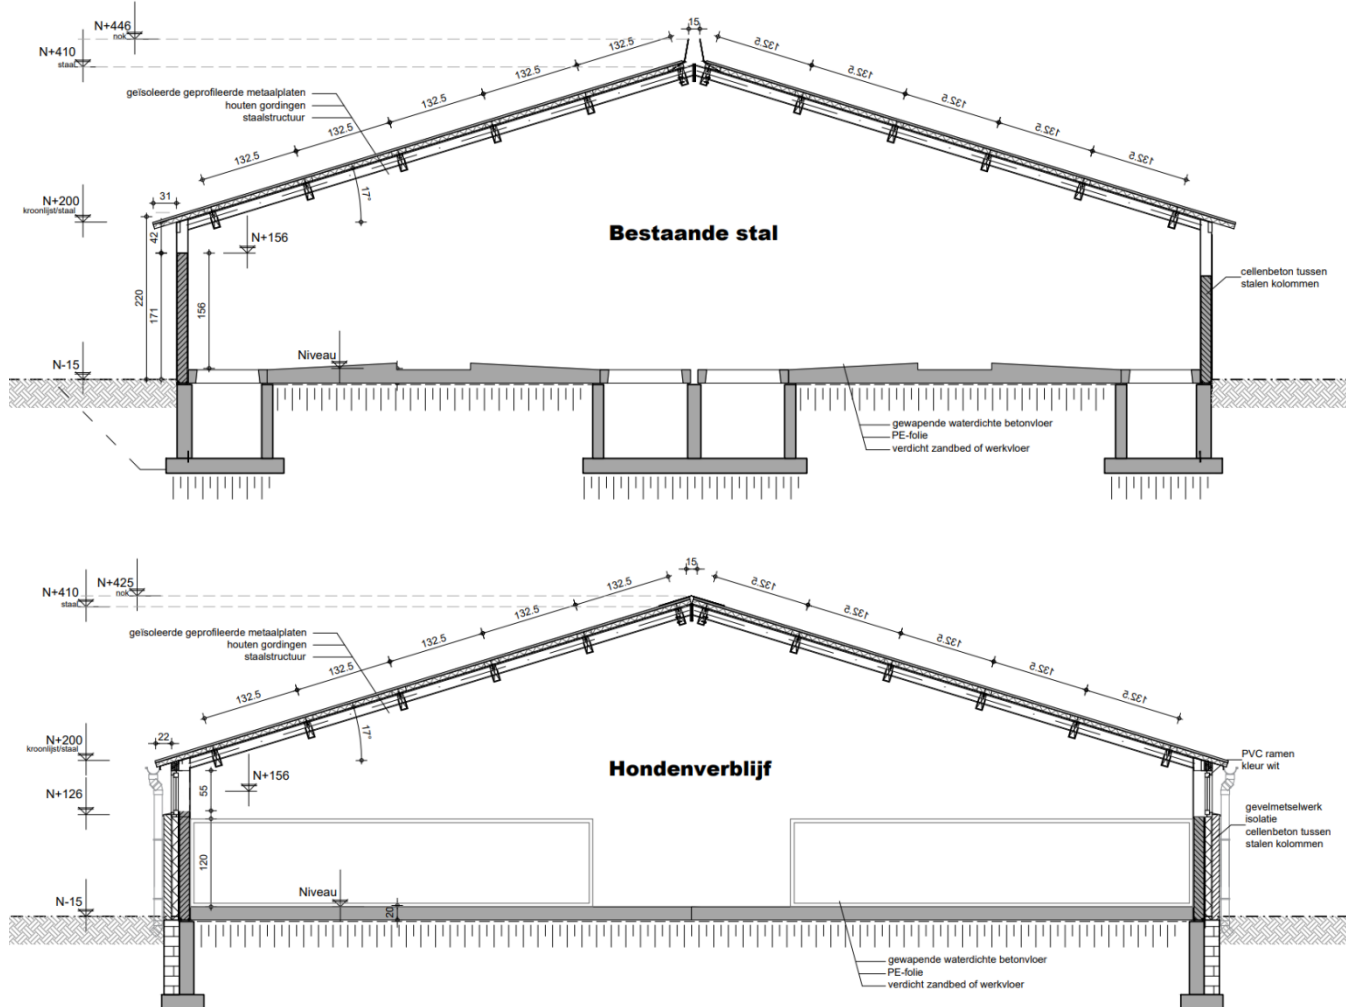 N+446
nok
N+410
staal
15
132.5
132.5
132.5
132.5
132.5
132.5
132.5
132.5
132.5
132.5
geïsoleerde geprofileerde metaalplaten
houten gordingen
staalstructuur
31
N+200
kroonlijst/staal
17°
42
N+156
Bestaande stal
cellenbeton tussen
stalen kolommen
220
171
156
Niveau
N-15
gewapende waterdichte betonvloer
PE-folie
verdicht zandbed of werkvloer
15
N+425
nok
N+410
staal
132.5
132.5
132.5
132.5
132.5
132.5
132.5
132.5
132.5
132.5
geïsoleerde geprofileerde metaalplaten
houten gordingen
staalstructuur
22
N+200
kroonlijst/staal
17°
N+156
Hondenverblijf
PVC ramen
kleur wit
N+126
55
gevelmetselwerk
isolatie
cellenbeton tussen
stalen kolommen
120
Niveau
N-15
20
gewapende waterdichte betonvloer
PE-folie
verdicht zandbed of werkvloer